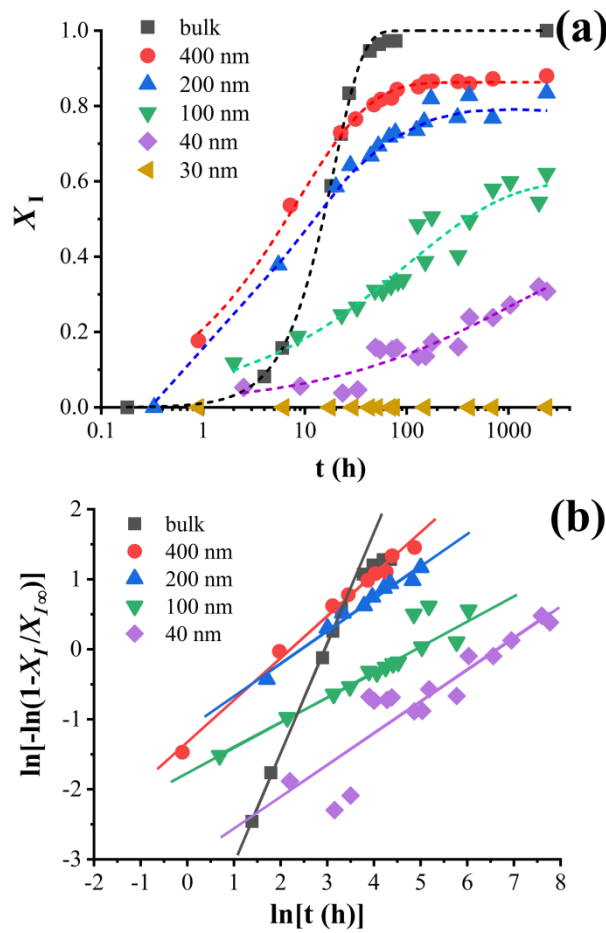 (a)
bulk
400 nm
200 nm
100 nm
40 nm
30 nm
X_I
1.0
0.8
0.6
0.4
0.2
0.0
0.1 1 10 100 1000
t (h)
(b)
bulk
400 nm
200 nm
100 nm
40 nm
ln[-ln(1-X_I/X_I∞)]
2
1
0
-1
-2
-3
-2 -1 0 1 2 3 4 5 6 7 8
ln[t (h)]